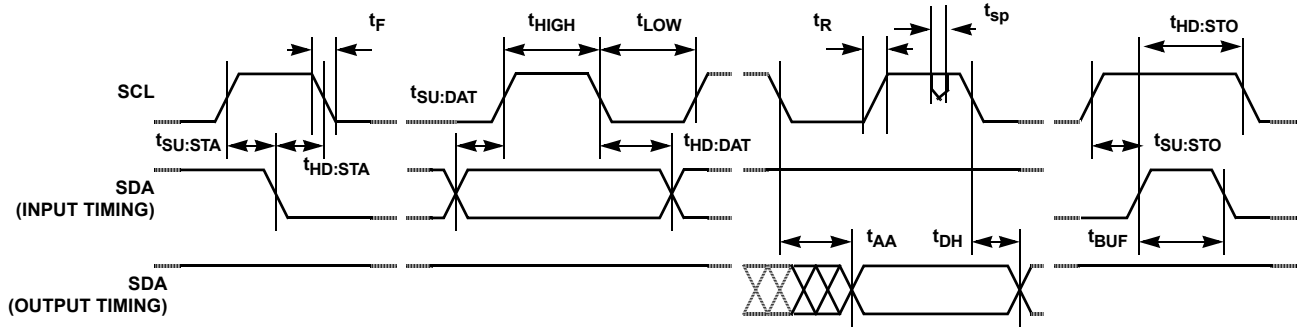 tF
tHIGH
tLOW
tR
tsp
tHD:STO
SCL
tSU:DAT
tSU:STA
tHD:STA
tHD:DAT
tSU:STO
SDA
(INPUT TIMING)
tAA
tDH
tBUF
SDA
(OUTPUT TIMING)